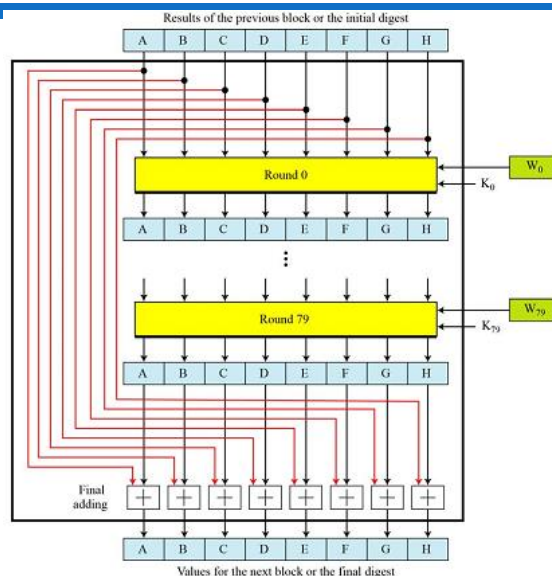 Results of the previous block or the initial digest
A B C D E F G H
Round 0
W0
K0
A B C D E F G H
Round 79
W79
K79
A B C D E F G H
Final
adding
+ + + + + + + +
A B C D E F G H
Values for the next block or the final digest